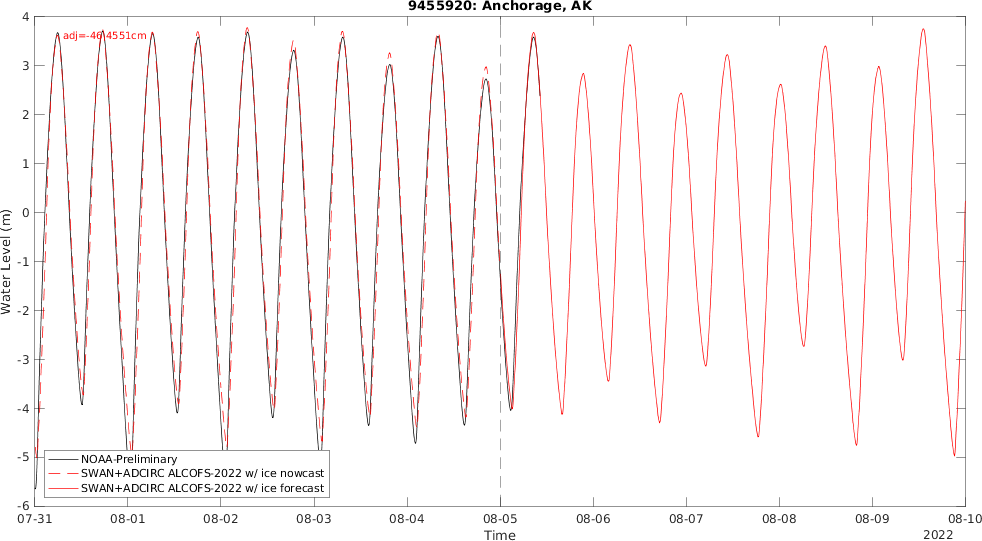 9455920: Anchorage, AK
adj=-46.4551cm
4
3
2
1
0
-1
-2
-3
-4
-5
-6
Water Level (m)
NOAA-Preliminary
SWAN+ADCIRC ALCOFS-2022 w/ ice nowcast
SWAN+ADCIRC ALCOFS-2022 w/ ice forecast
07-31 08-01 08-02 08-03 08-04 08-05 08-06 08-07 08-08 08-09 08-10
Time
2022